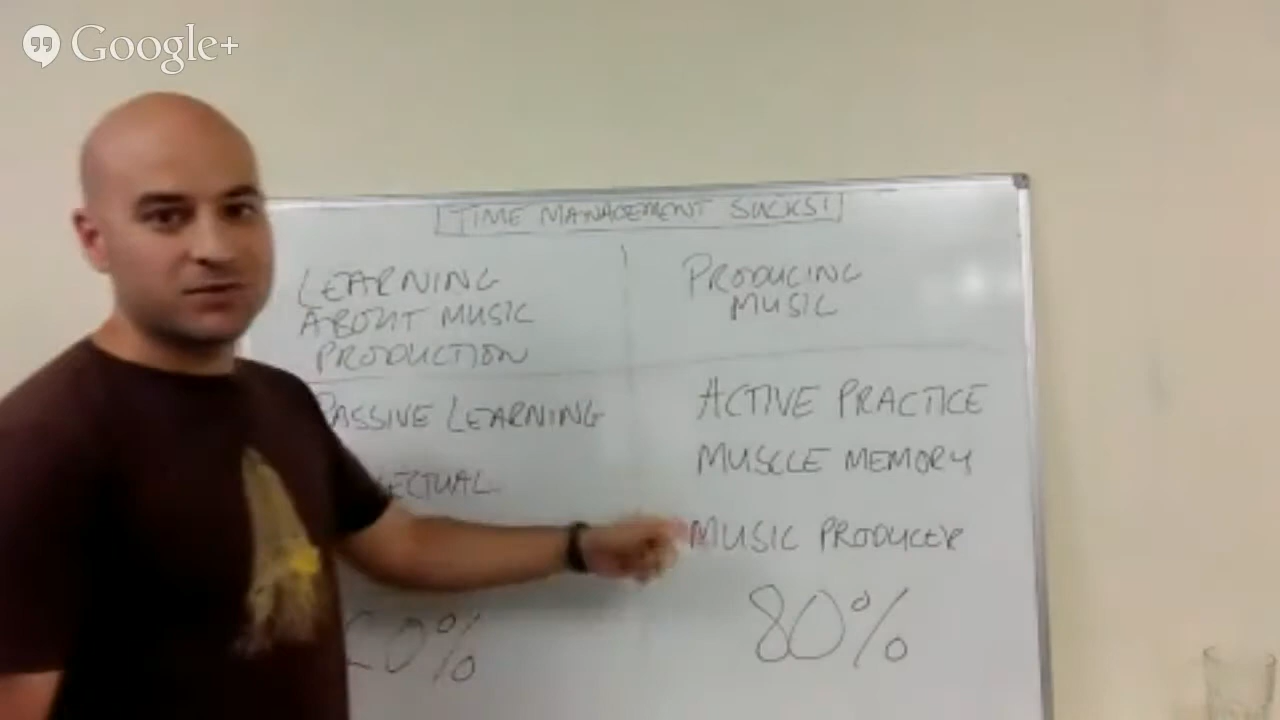 Google+
TIME MANAGEMENT SUCKS!
LEARNING
ABOUT MUSIC
PRODUCTION
PRODUCING
MUSIC
PASSIVE LEARNING
ACTIVE PRACTICE
MUSCLE MEMORY
MUSIC PRODUCER
20%
80%